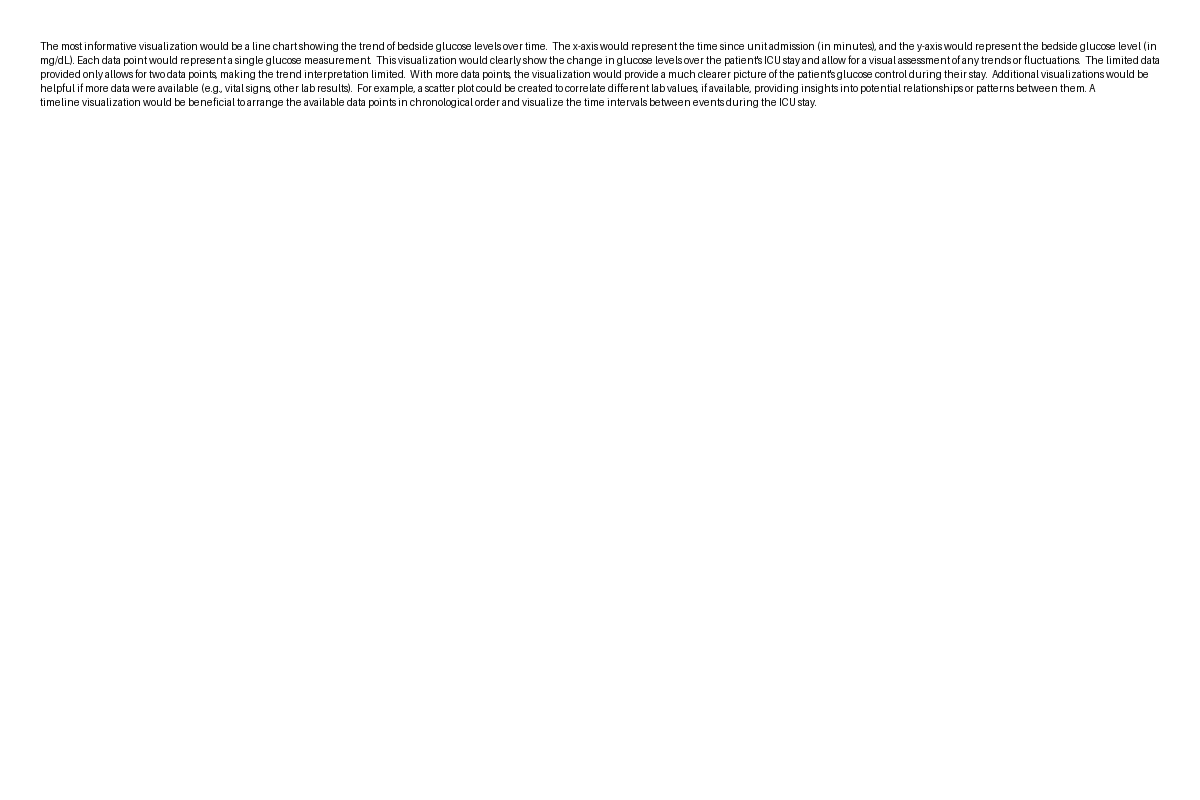 The most informative visualization would be a line chart showing the trend of bedside glucose levels over time.  The x-axis would represent the time since unit admission (in minutes), and the y-axis would represent the bedside glucose level (in
mg/dL). Each data point would represent a single glucose measurement.  This visualization would clearly show the change in glucose levels over the patient's ICU stay and allow for a visual assessment of any trends or fluctuations.  The limited data
provided only allows for two data points, making the trend interpretation limited.  With more data points, the visualization would provide a much clearer picture of the patient's glucose control during their stay.  Additional visualizations would be
helpful if more data were available (e.g., vital signs, other lab results).  For example, a scatter plot could be created to correlate different lab values, if available, providing insights into potential relationships or patterns between them. A
timeline visualization would be beneficial to arrange the available data points in chronological order and visualize the time intervals between events during the ICU stay.